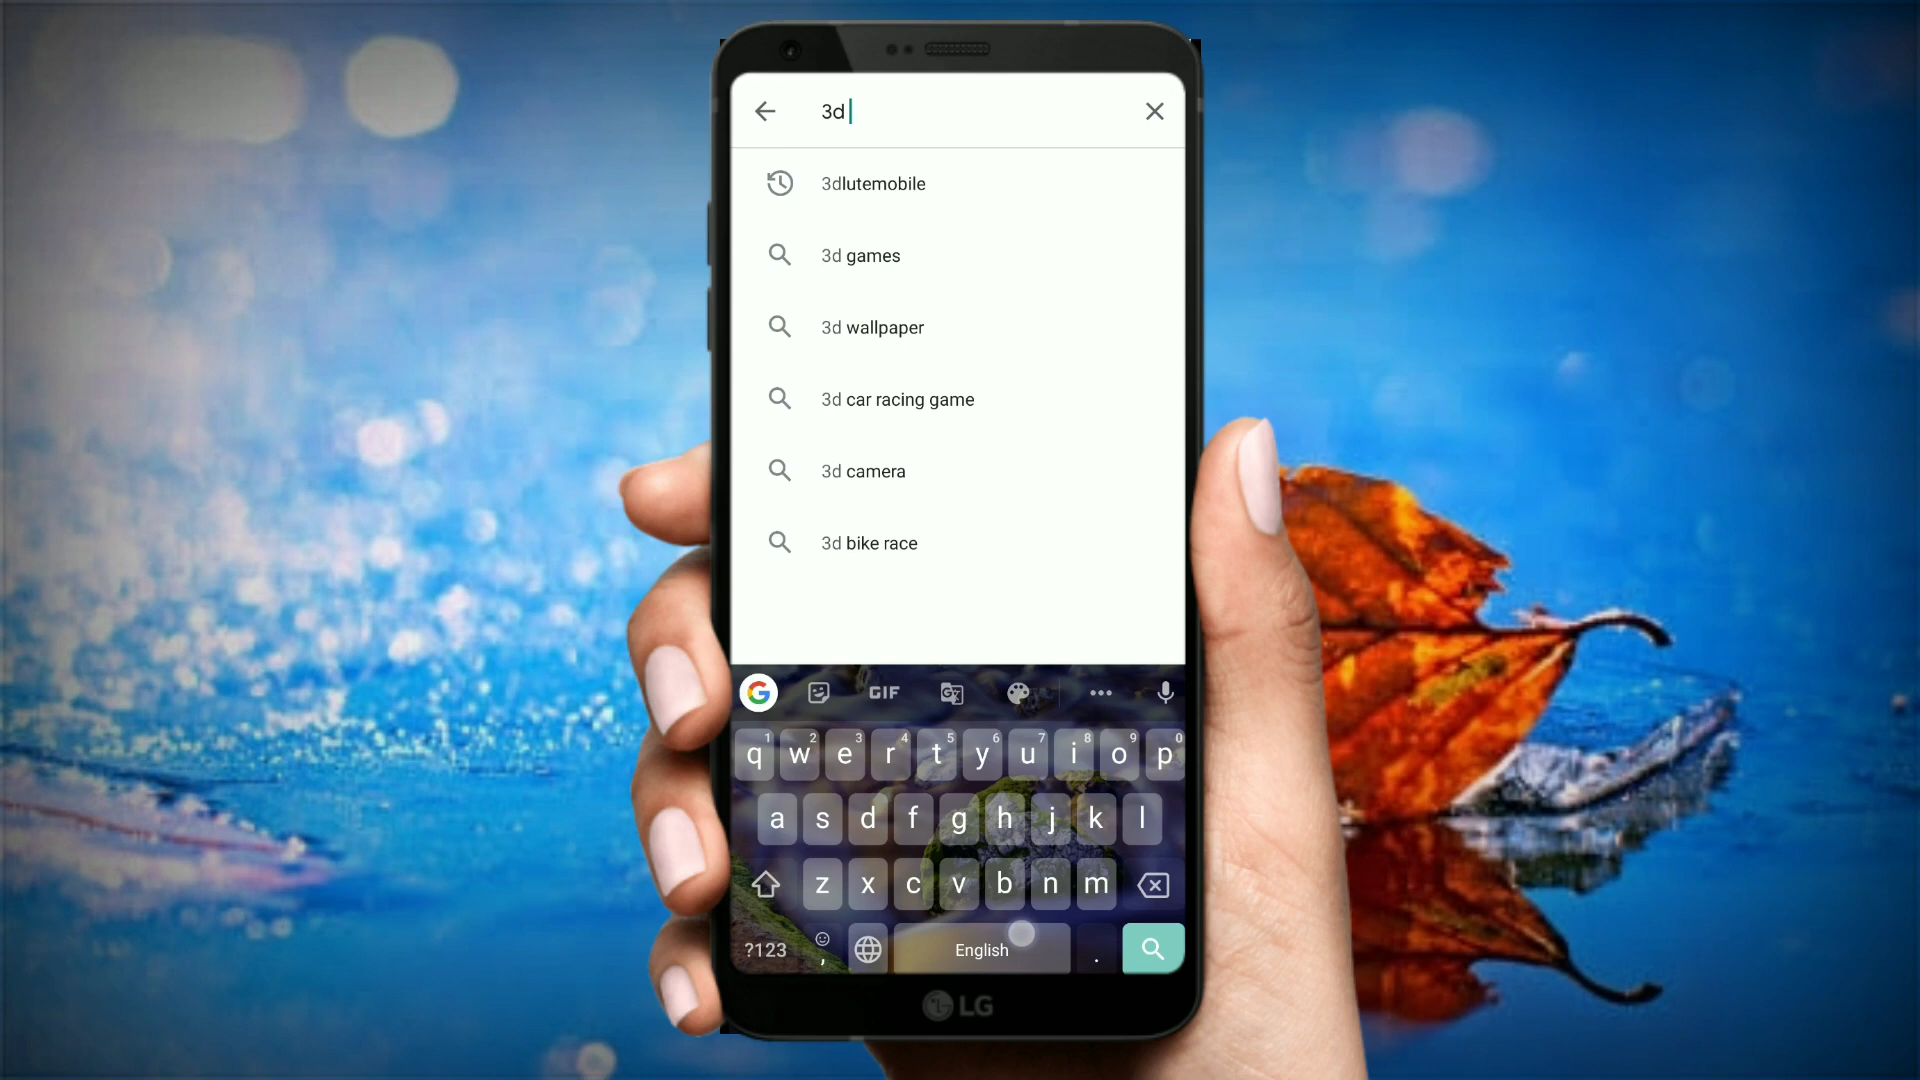 3d
3dlutemobile
3d games
3d wallpaper
3d car racing game
3d camera
3d bike race
G GIF G
1 2 3 4 5 6 7 8 9 0
q w e r t y u i o p
a s d f g h j k l
z x c v b n m
?123 , English .
LG